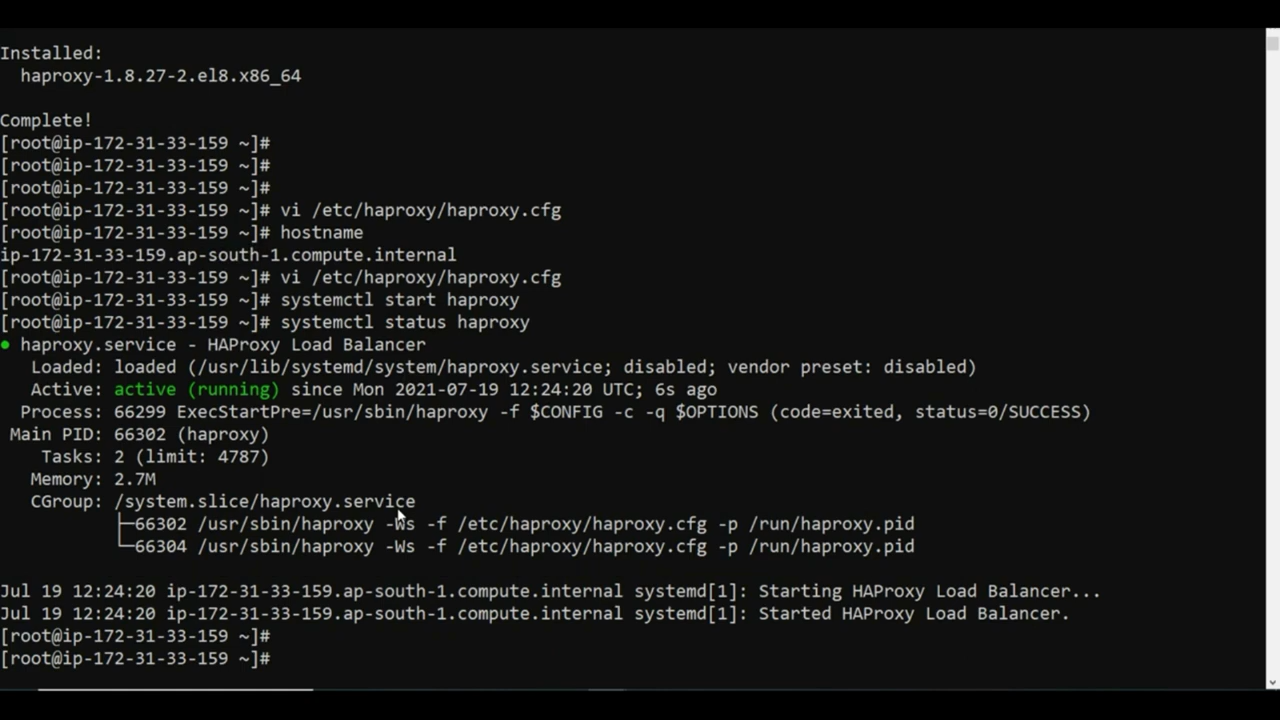 Installed:
  haproxy-1.8.27-2.el8.x86_64

Complete!
[root@ip-172-31-33-159 ~]#
[root@ip-172-31-33-159 ~]#
[root@ip-172-31-33-159 ~]#
[root@ip-172-31-33-159 ~]# vi /etc/haproxy/haproxy.cfg
[root@ip-172-31-33-159 ~]# hostname
ip-172-31-33-159.ap-south-1.compute.internal
[root@ip-172-31-33-159 ~]# vi /etc/haproxy/haproxy.cfg
[root@ip-172-31-33-159 ~]# systemctl start haproxy
[root@ip-172-31-33-159 ~]# systemctl status haproxy
● haproxy.service - HAProxy Load Balancer
   Loaded: loaded (/usr/lib/systemd/system/haproxy.service; disabled; vendor preset: disabled)
   Active: active (running) since Mon 2021-07-19 12:24:20 UTC; 6s ago
  Process: 66299 ExecStartPre=/usr/sbin/haproxy -f $CONFIG -c -q $OPTIONS (code=exited, status=0/SUCCESS)
 Main PID: 66302 (haproxy)
    Tasks: 2 (limit: 4787)
   Memory: 2.7M
   CGroup: /system.slice/haproxy.service
           ├─66302 /usr/sbin/haproxy -Ws -f /etc/haproxy/haproxy.cfg -p /run/haproxy.pid
           └─66304 /usr/sbin/haproxy -Ws -f /etc/haproxy/haproxy.cfg -p /run/haproxy.pid

Jul 19 12:24:20 ip-172-31-33-159.ap-south-1.compute.internal systemd[1]: Starting HAProxy Load Balancer...
Jul 19 12:24:20 ip-172-31-33-159.ap-south-1.compute.internal systemd[1]: Started HAProxy Load Balancer.
[root@ip-172-31-33-159 ~]#
[root@ip-172-31-33-159 ~]#